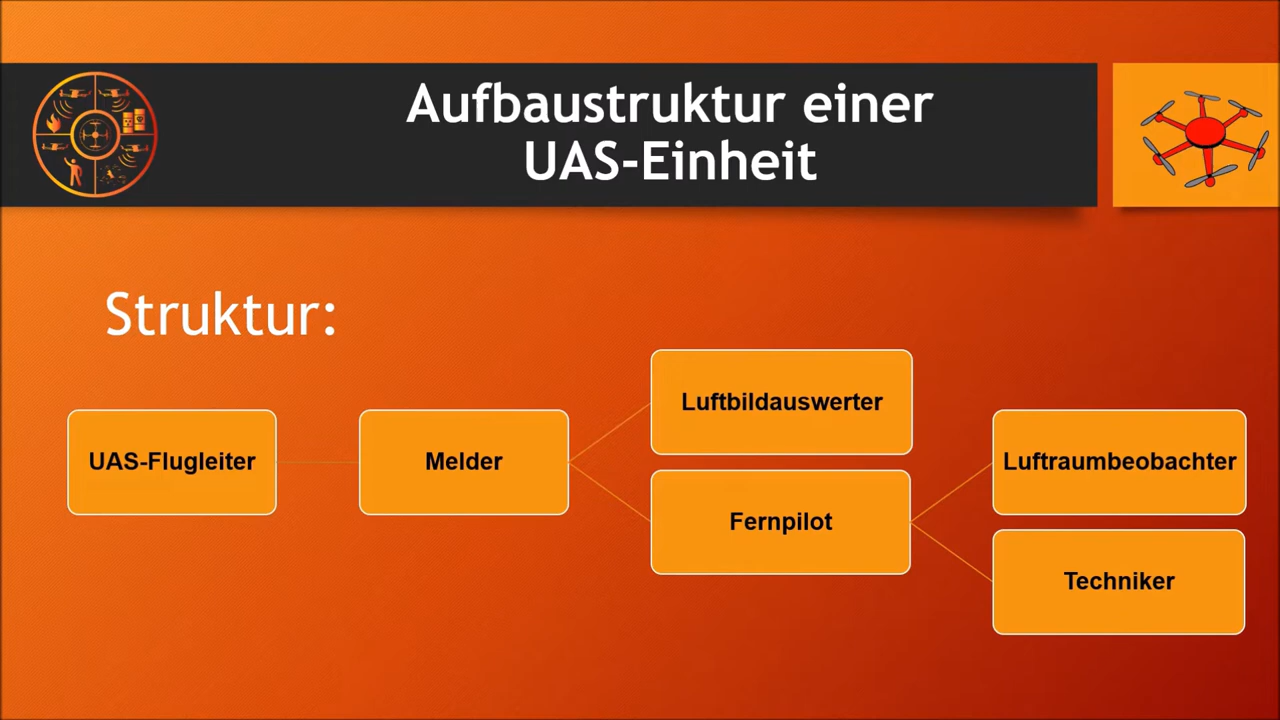 Aufbaustruktur einer
UAS-Einheit
Struktur:
UAS-Flugleiter
Melder
Luftbildauswerter
Fernpilot
Luftraumbeobachter
Techniker